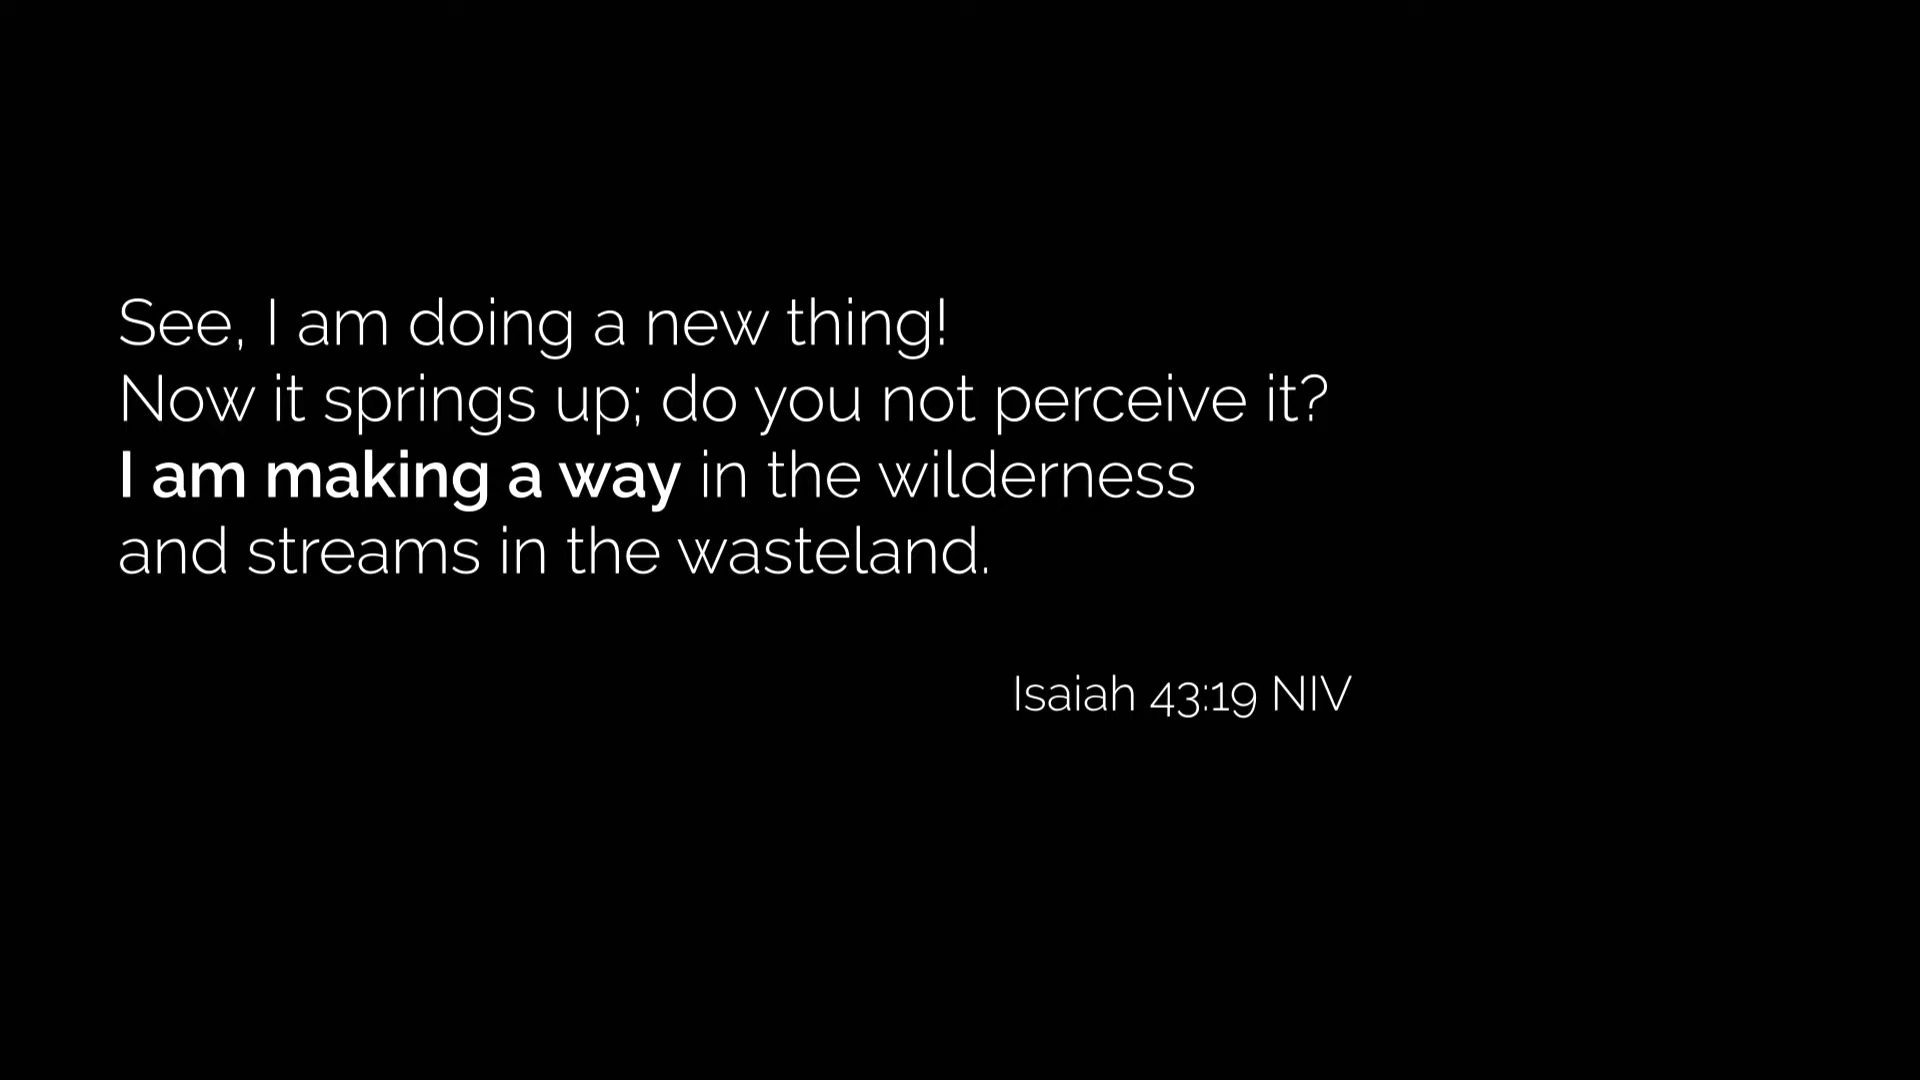 See, I am doing a new thing!
Now it springs up; do you not perceive it?
I am making a way in the wilderness
and streams in the wasteland.
Isaiah 43:19 NIV